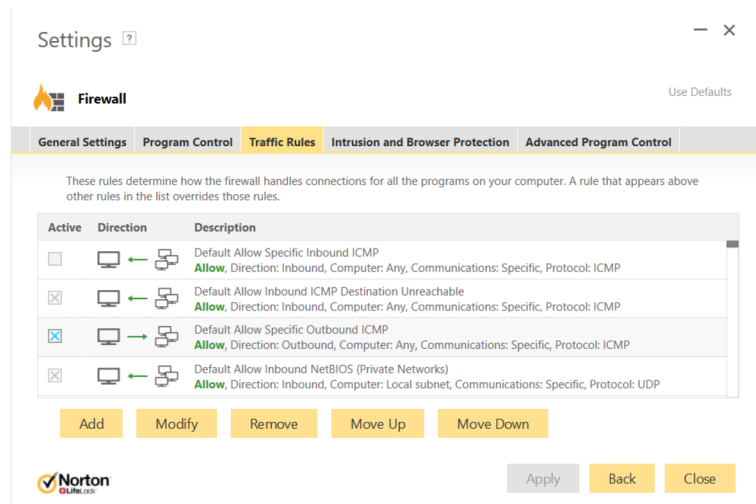 Settings ?
Firewall
Use Defaults
General Settings Program Control Traffic Rules Intrusion and Browser Protection Advanced Program Control
These rules determine how the firewall handles connections for all the programs on your computer. A rule that appears above
other rules in the list overrides those rules.
Active Direction Description
Default Allow Specific Inbound ICMP
Allow, Direction: Inbound, Computer: Any, Communications: Specific, Protocol: ICMP
Default Allow Inbound ICMP Destination Unreachable
Allow, Direction: Inbound, Computer: Any, Communications: Specific, Protocol: ICMP
Default Allow Specific Outbound ICMP
Allow, Direction: Outbound, Computer: Any, Communications: Specific, Protocol: ICMP
Default Allow Inbound NetBIOS (Private Networks)
Allow, Direction: Inbound, Computer: Local subnet, Communications: Specific, Protocol: UDP
Add Modify Remove Move Up Move Down
Norton
LifeLock
Apply Back Close